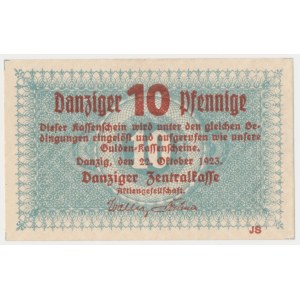 Danziger 10 Pfennige
Dieser Kassenschein wird unter den gleichen Be-
dingungen eingelöst und aufgerufen wie unsere
Gulden-Kassenscheine.
Danzig, den 22. Oktober 1923.
Danziger Zentralkasse
Aktiengesellschaft.
JS